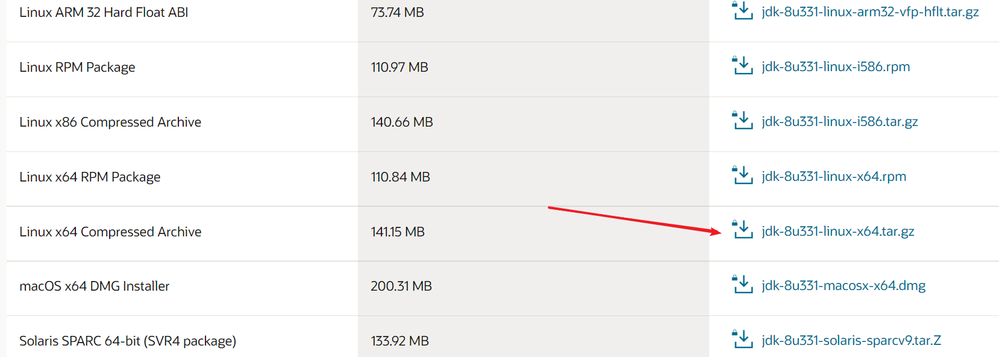 Linux ARM 32 Hard Float ABI 73.74 MB jdk-8u331-linux-arm32-vfp-hflt.tar.gz
Linux RPM Package 110.97 MB jdk-8u331-linux-i586.rpm
Linux x86 Compressed Archive 140.66 MB jdk-8u331-linux-i586.tar.gz
Linux x64 RPM Package 110.84 MB jdk-8u331-linux-x64.rpm
Linux x64 Compressed Archive 141.15 MB jdk-8u331-linux-x64.tar.gz
macOS x64 DMG Installer 200.31 MB jdk-8u331-macosx-x64.dmg
Solaris SPARC 64-bit (SVR4 package) 133.92 MB jdk-8u331-solaris-sparcv9.tar.Z